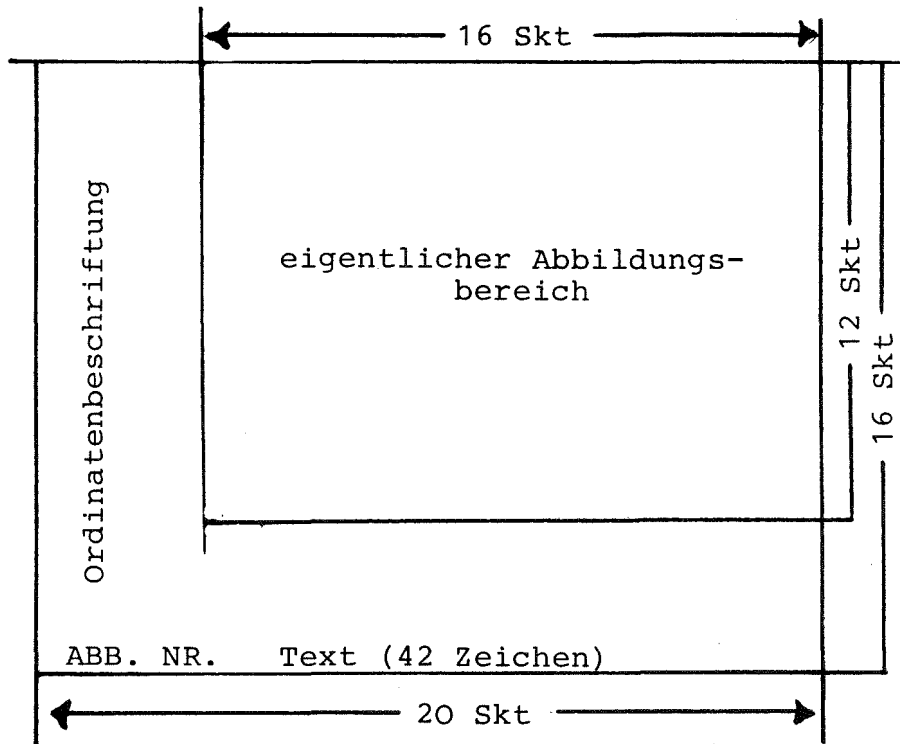 16 Skt
Ordinatenbeschriftung
eigentlicher Abbildungs-
bereich
12 Skt
16 Skt
ABB. NR. Text (42 Zeichen)
20 Skt